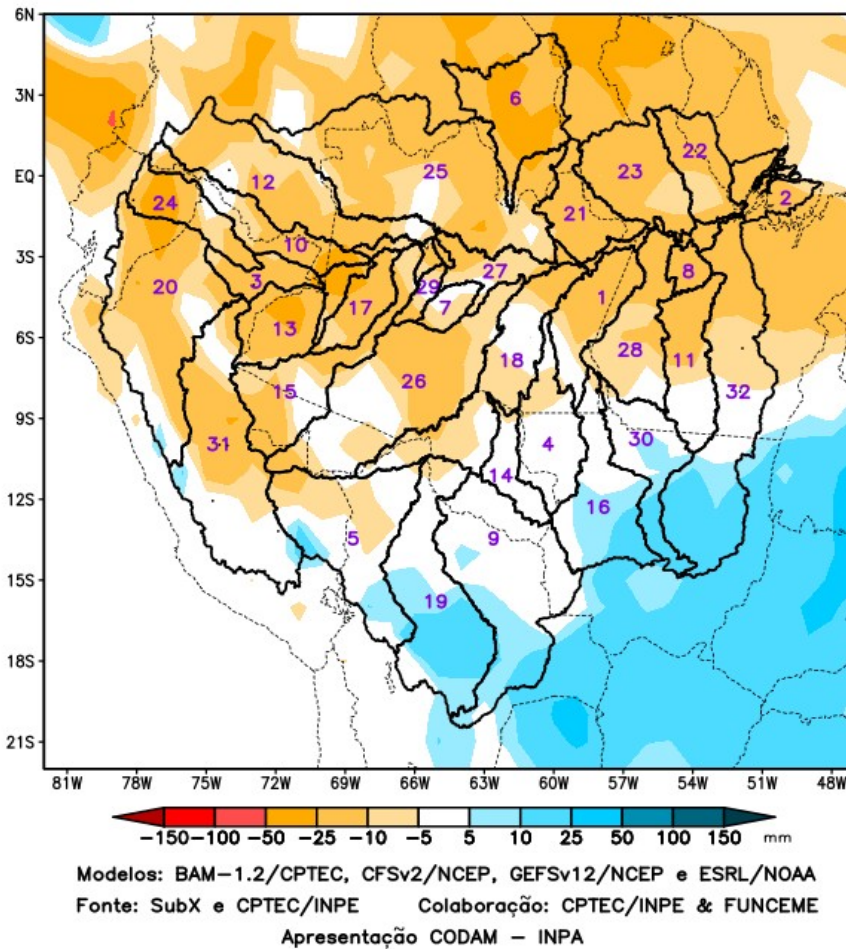 6N
3N
EQ
3S
6S
9S
12S
15S
18S
21S
6
25
12
23
22
24
21
2
10
27
8
20
3
29
7
1
17
13
28
11
18
15
26
32
31
4
30
14
16
5
9
19
81W 78W 75W 72W 69W 66W 63W 60W 57W 54W 51W 48W
-150 -100 -50 -25 -10 -5 5 10 25 50 100 150 mm
Modelos: BAM-1.2/CPTEC, CFSv2/NCEP, GEFSv12/NCEP e ESRL/NOAA
Fonte: SubX e CPTEC/INPE Colaboração: CPTEC/INPE & FUNCEME
Apresentação CODAM - INPA